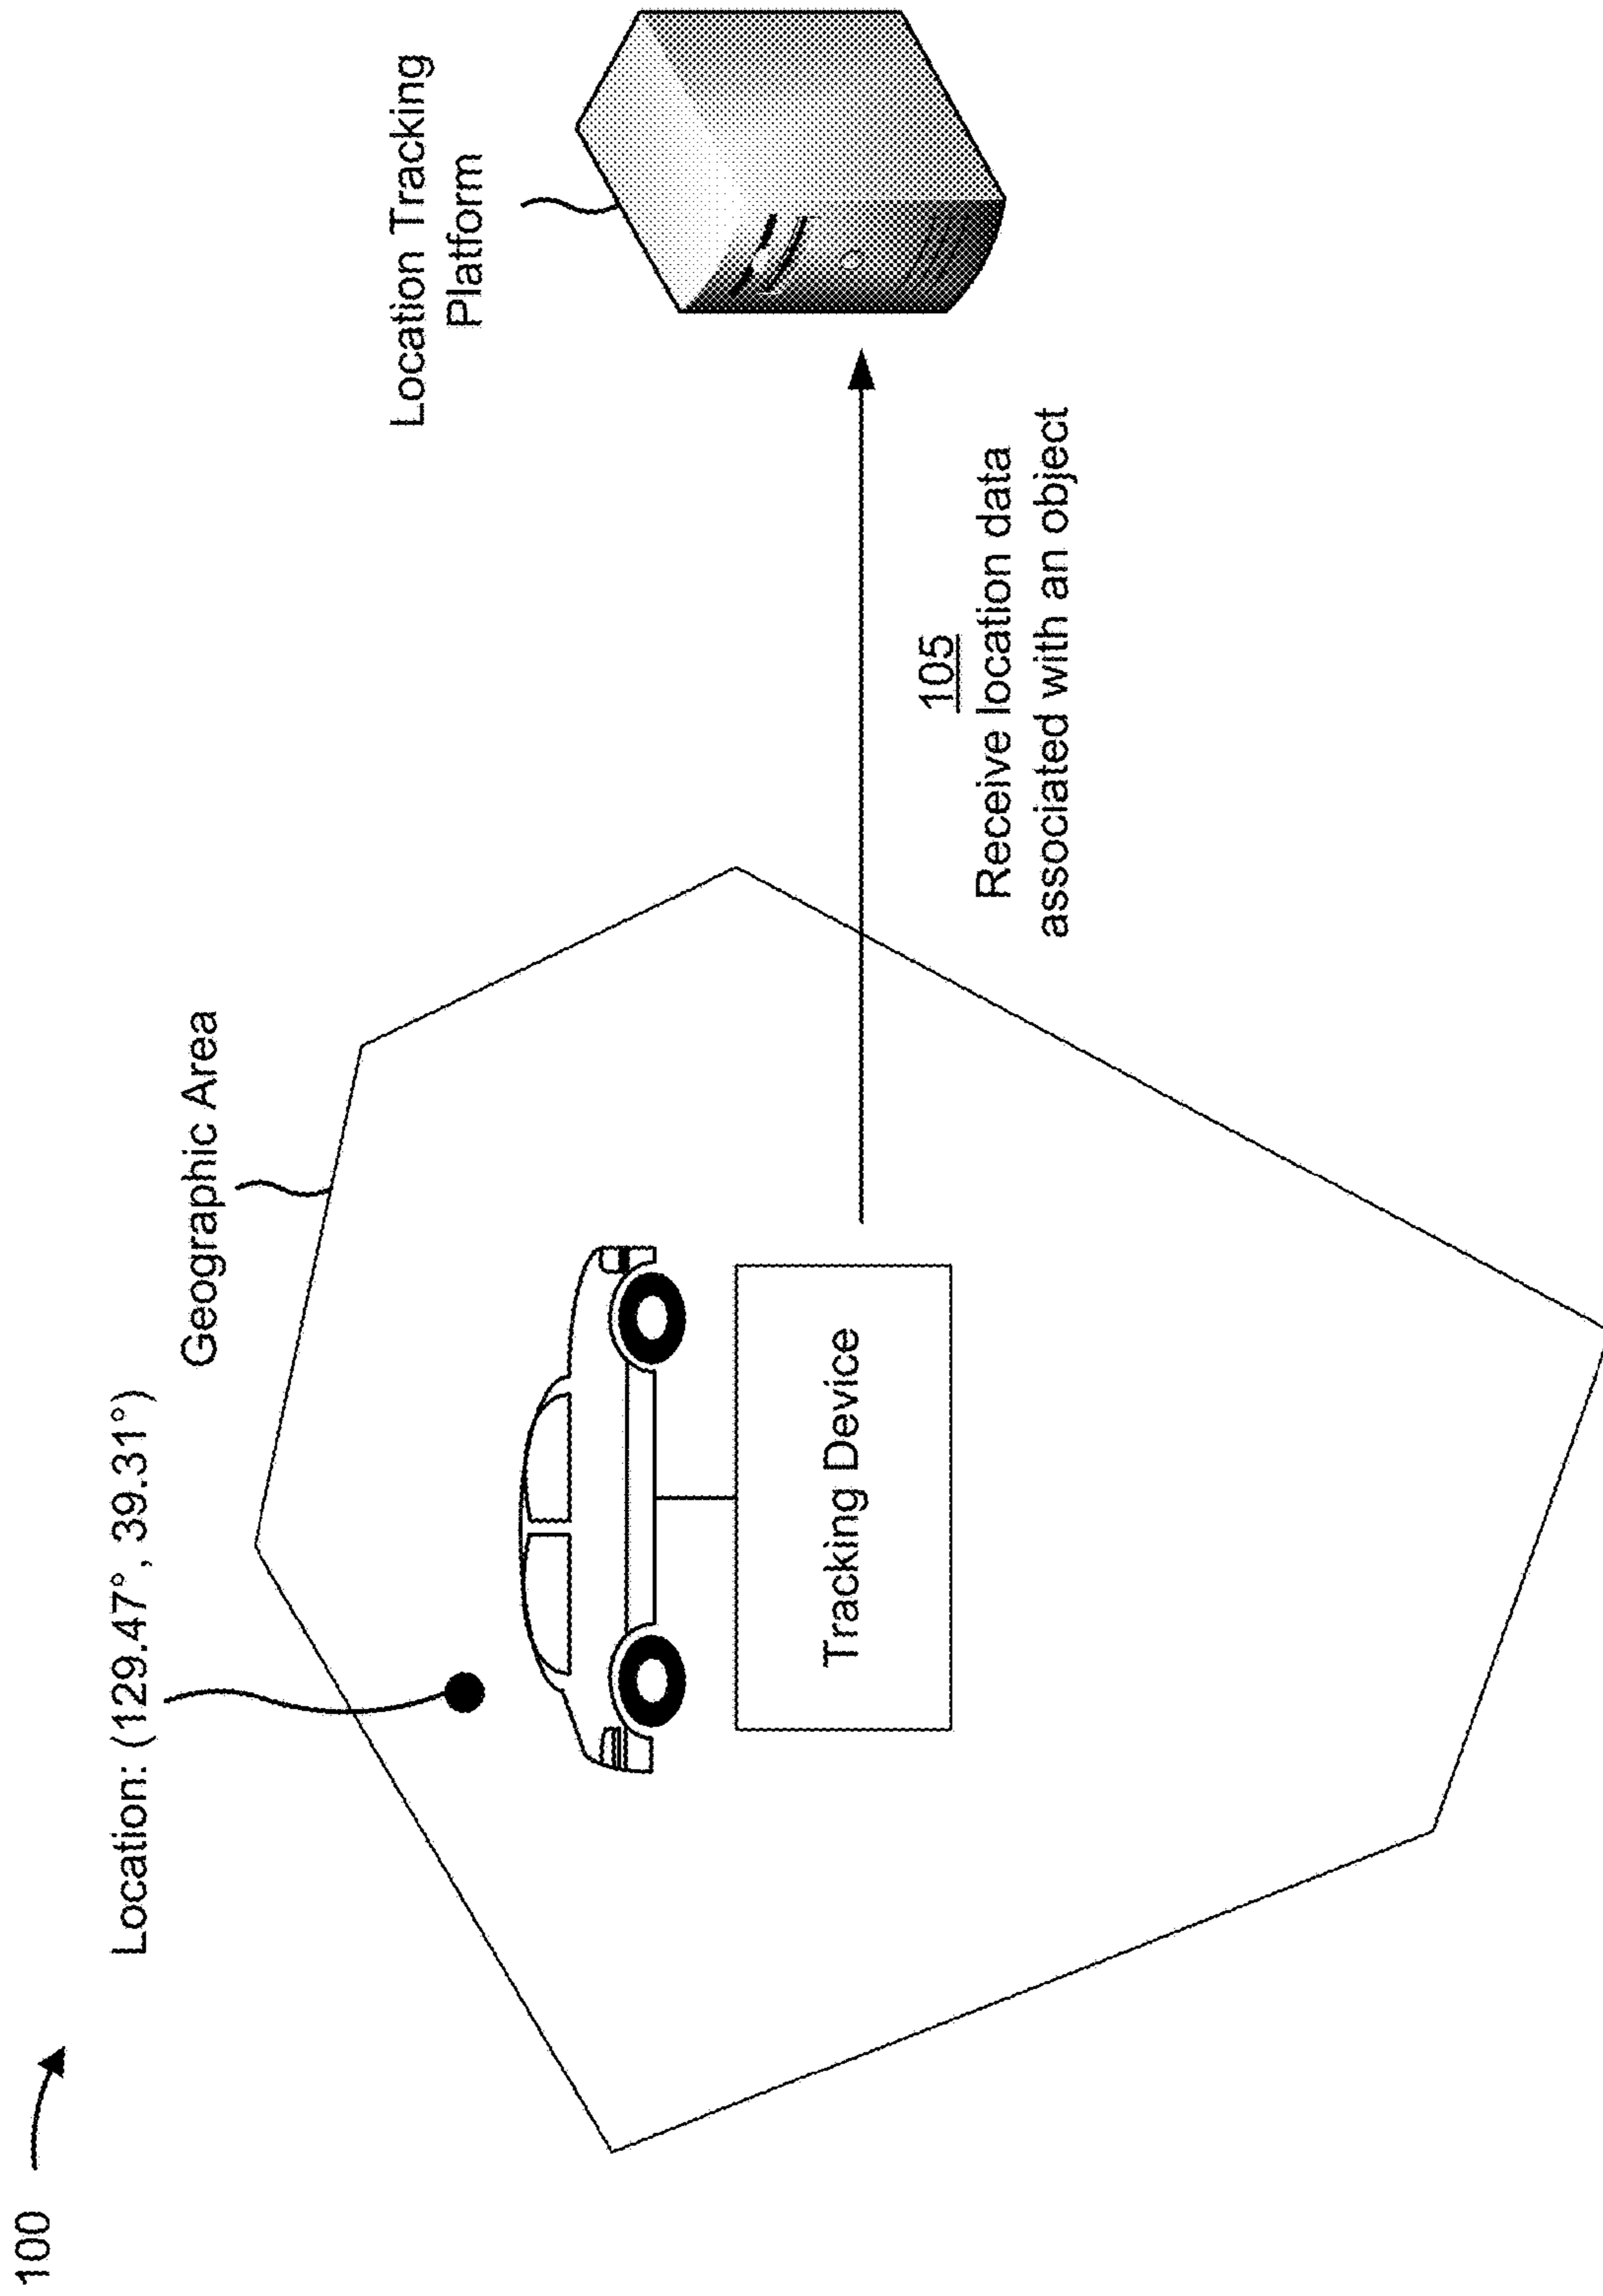 100
Location: (129.47°, 39.31°)
Geographic Area
Location Tracking
Platform
Tracking Device
105
Receive location data
associated with an object